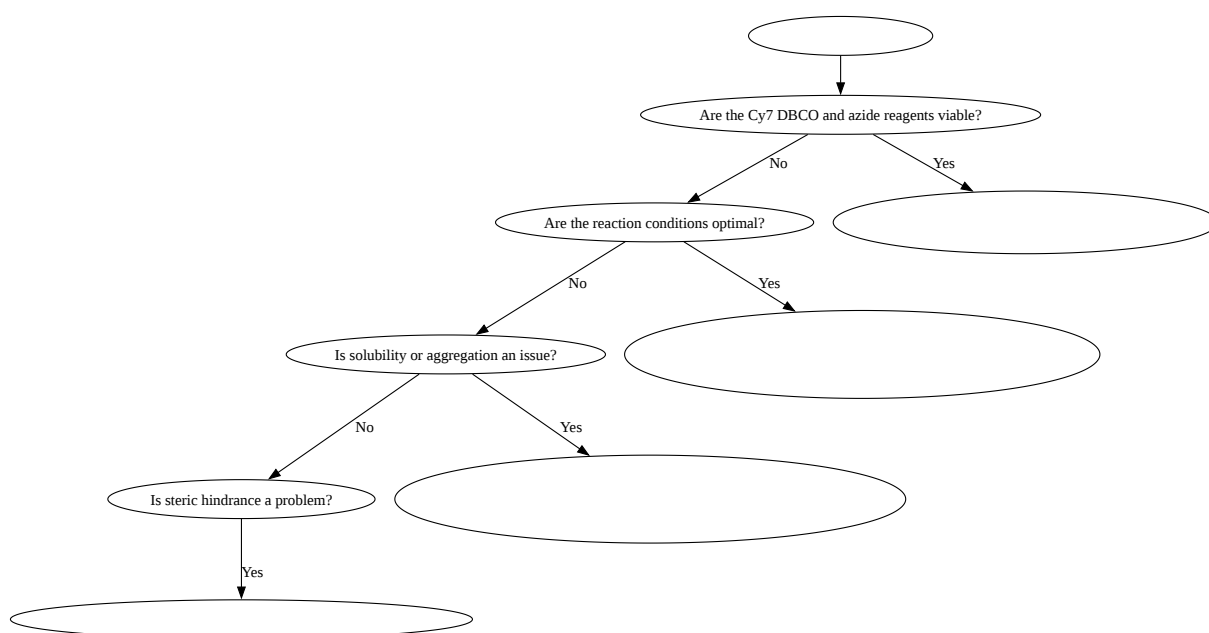 Are the Cy7 DBCO and azide reagents viable?
No
Yes
Are the reaction conditions optimal?
No
Yes
Is solubility or aggregation an issue?
No
Yes
Is steric hindrance a problem?
Yes